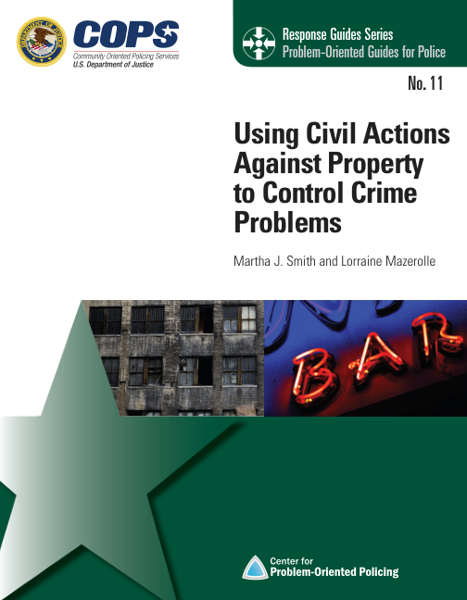 COPS
Community Oriented Policing Services
U.S. Department of Justice
Response Guides Series
Problem-Oriented Guides for Police
No. 11
Using Civil Actions
Against Property
to Control Crime
Problems
Martha J. Smith and Lorraine Mazerolle
BAR
Center for
Problem-Oriented Policing